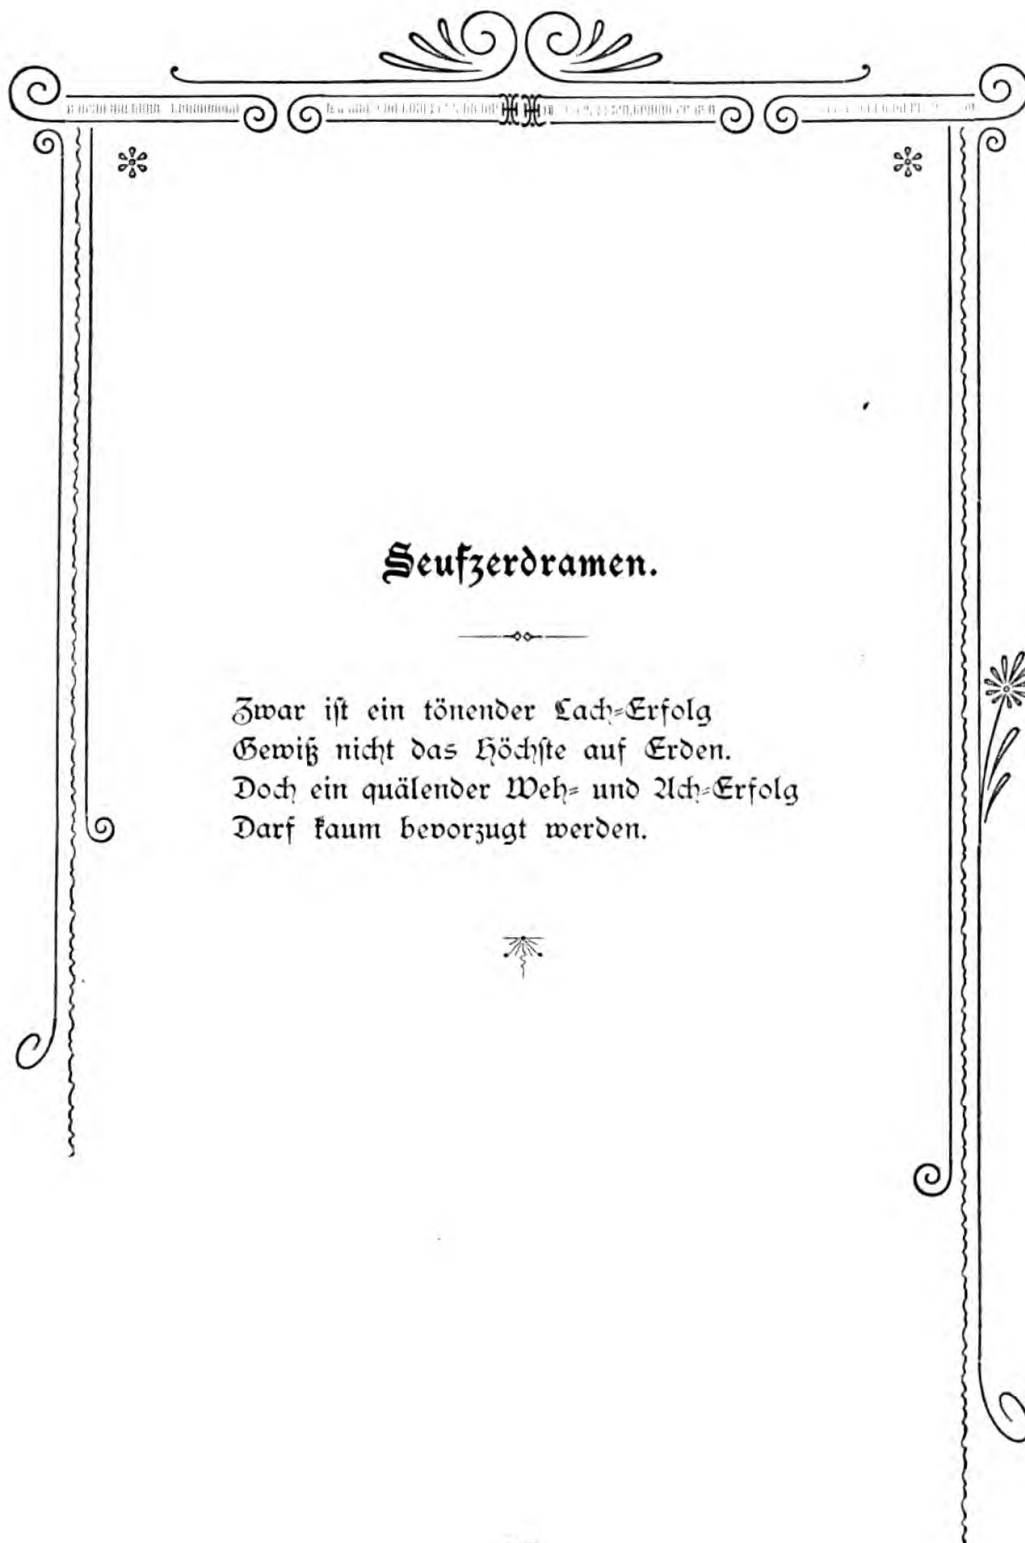 Seufzerdramen.
Zwar ist ein tönender Lach-Erfolg
Gewiß nicht das Höchste auf Erden.
Doch ein quälender Weh- und Ach-Erfolg
Darf kaum bevorzugt werden.